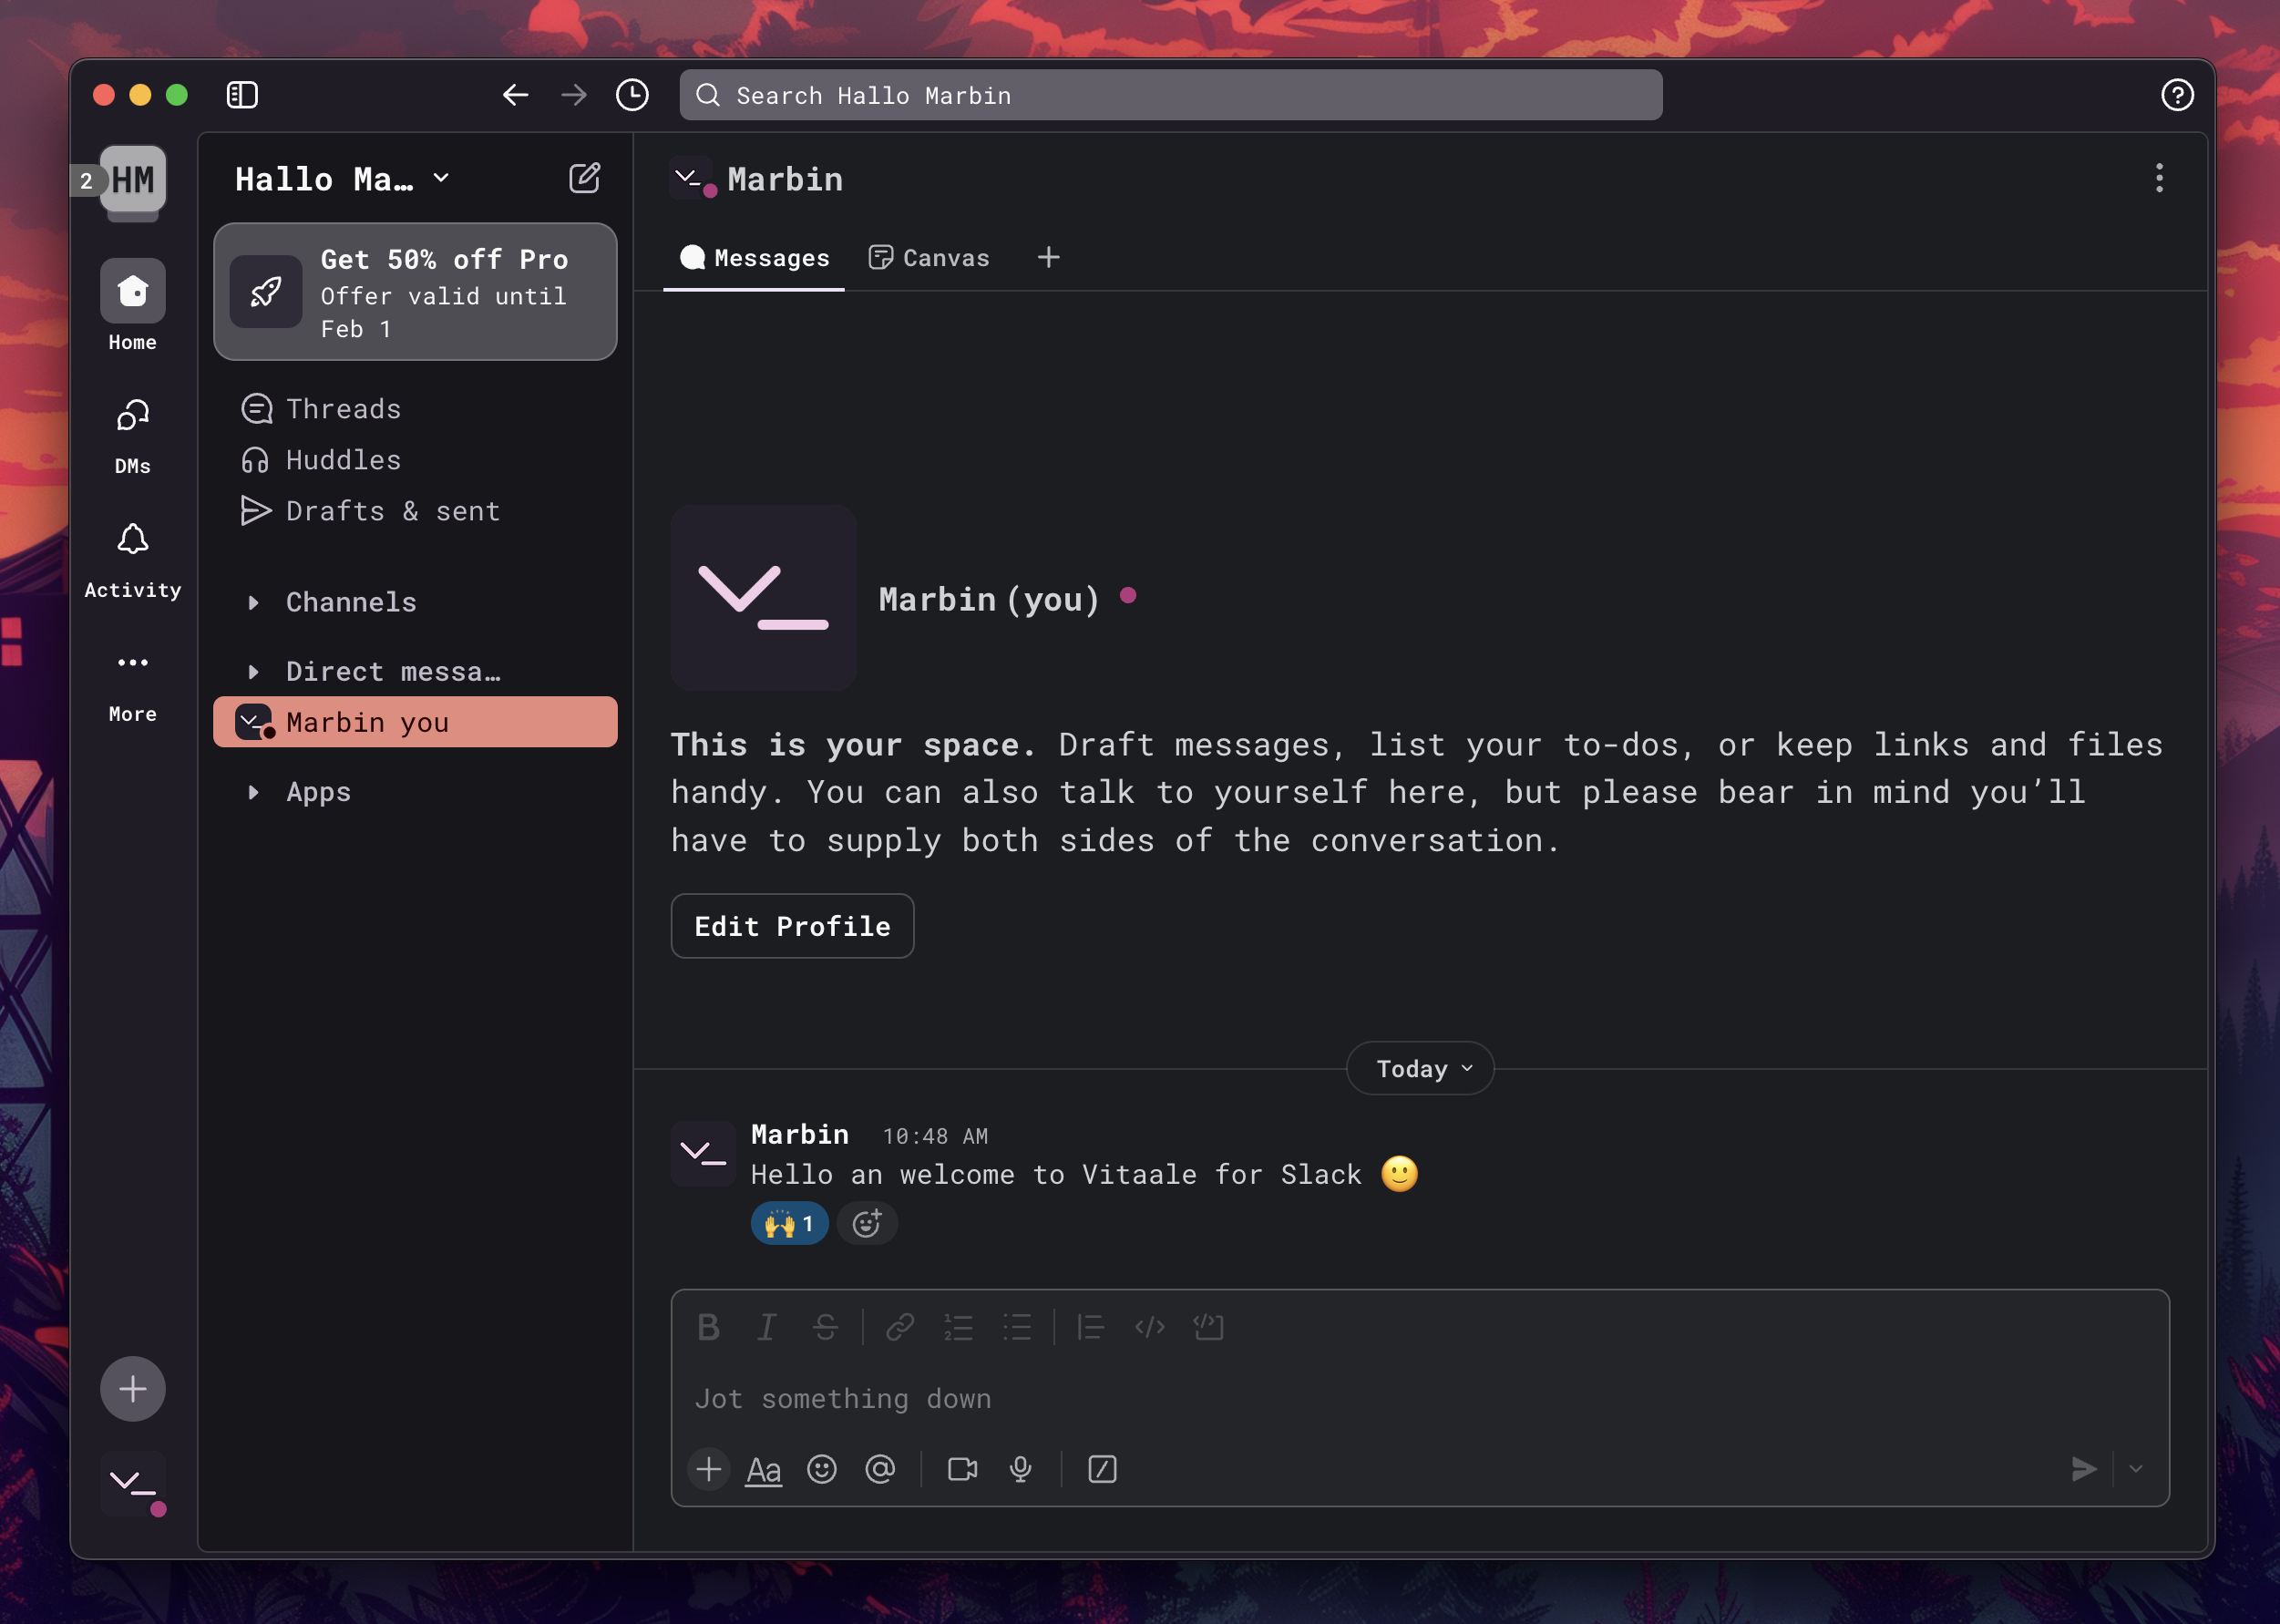 Search Hallo Marbin
2
HM
Home
DMs
Activity
More
Hallo Ma…
Get 50% off Pro
Offer valid until
Feb 1
Threads
Huddles
Drafts & sent
Channels
Direct messa…
Marbin you
Apps
Marbin
Messages
Canvas
Marbin (you)
This is your space. Draft messages, list your to-dos, or keep links and files
handy. You can also talk to yourself here, but please bear in mind you’ll
have to supply both sides of the conversation.
Edit Profile
Today
Marbin 10:48 AM
Hello an welcome to Vitaale for Slack 🙂
🙌 1
Jot something down
Aa